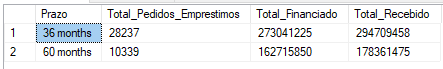 Prazo Total_Pedidos_Emprestimos Total_Financiado Total_Recebido
1 36 months 28237 273041225 294709458
2 60 months 10339 162715850 178361475